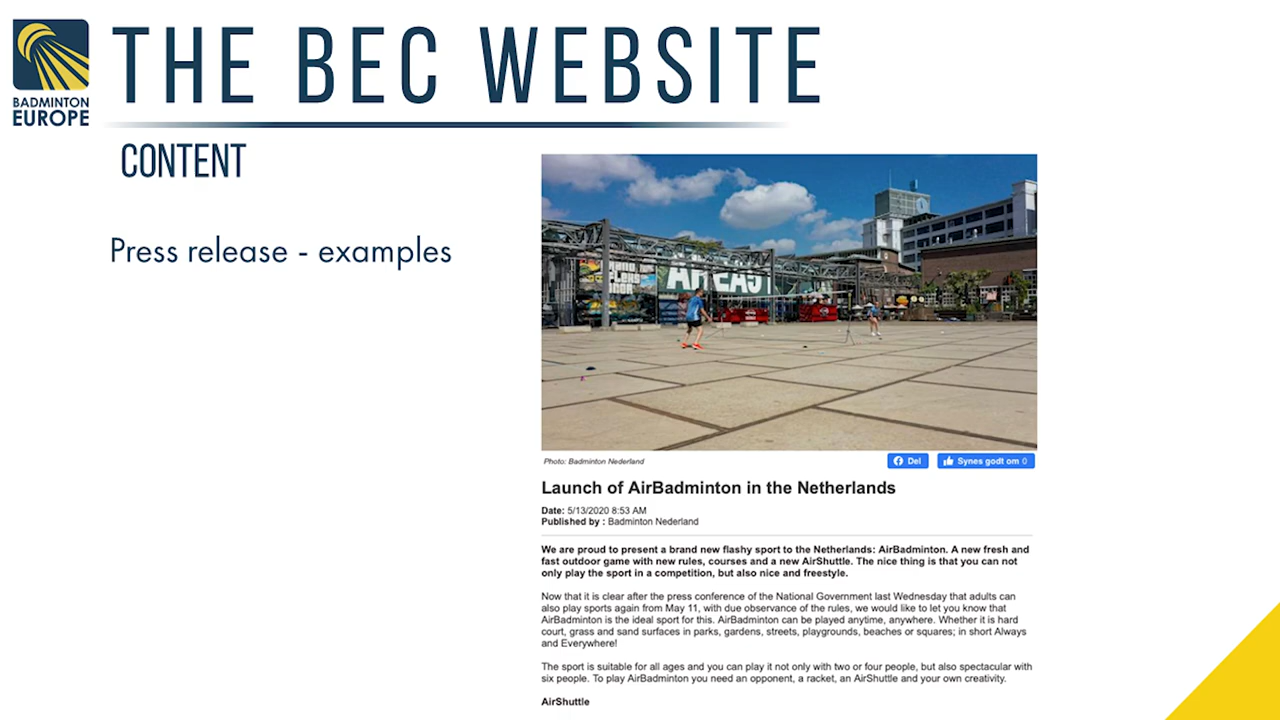 BADMINTON
EUROPE
THE BEC WEBSITE
CONTENT
Press release - examples
AHEAST
Photo: Badminton Nederland
Del
Synes godt om 0
Launch of AirBadminton in the Netherlands
Date: 5/13/2020 8:53 AM
Published by : Badminton Nederland
We are proud to present a brand new flashy sport to the Netherlands: AirBadminton. A new fresh and
fast outdoor game with new rules, courses and a new AirShuttle. The nice thing is that you can not
only play the sport in a competition, but also nice and freestyle.
Now that it is clear after the press conference of the National Government last Wednesday that adults can
also play sports again from May 11, with due observance of the rules, we would like to let you know that
AirBadminton is the ideal sport for this. AirBadminton can be played anytime, anywhere. Whether it is hard
court, grass and sand surfaces in parks, gardens, streets, playgrounds, beaches or squares; in short Always
and Everywhere!
The sport is suitable for all ages and you can play it not only with two or four people, but also spectacular with
six people. To play AirBadminton you need an opponent, a racket, an AirShuttle and your own creativity.
AirShuttle